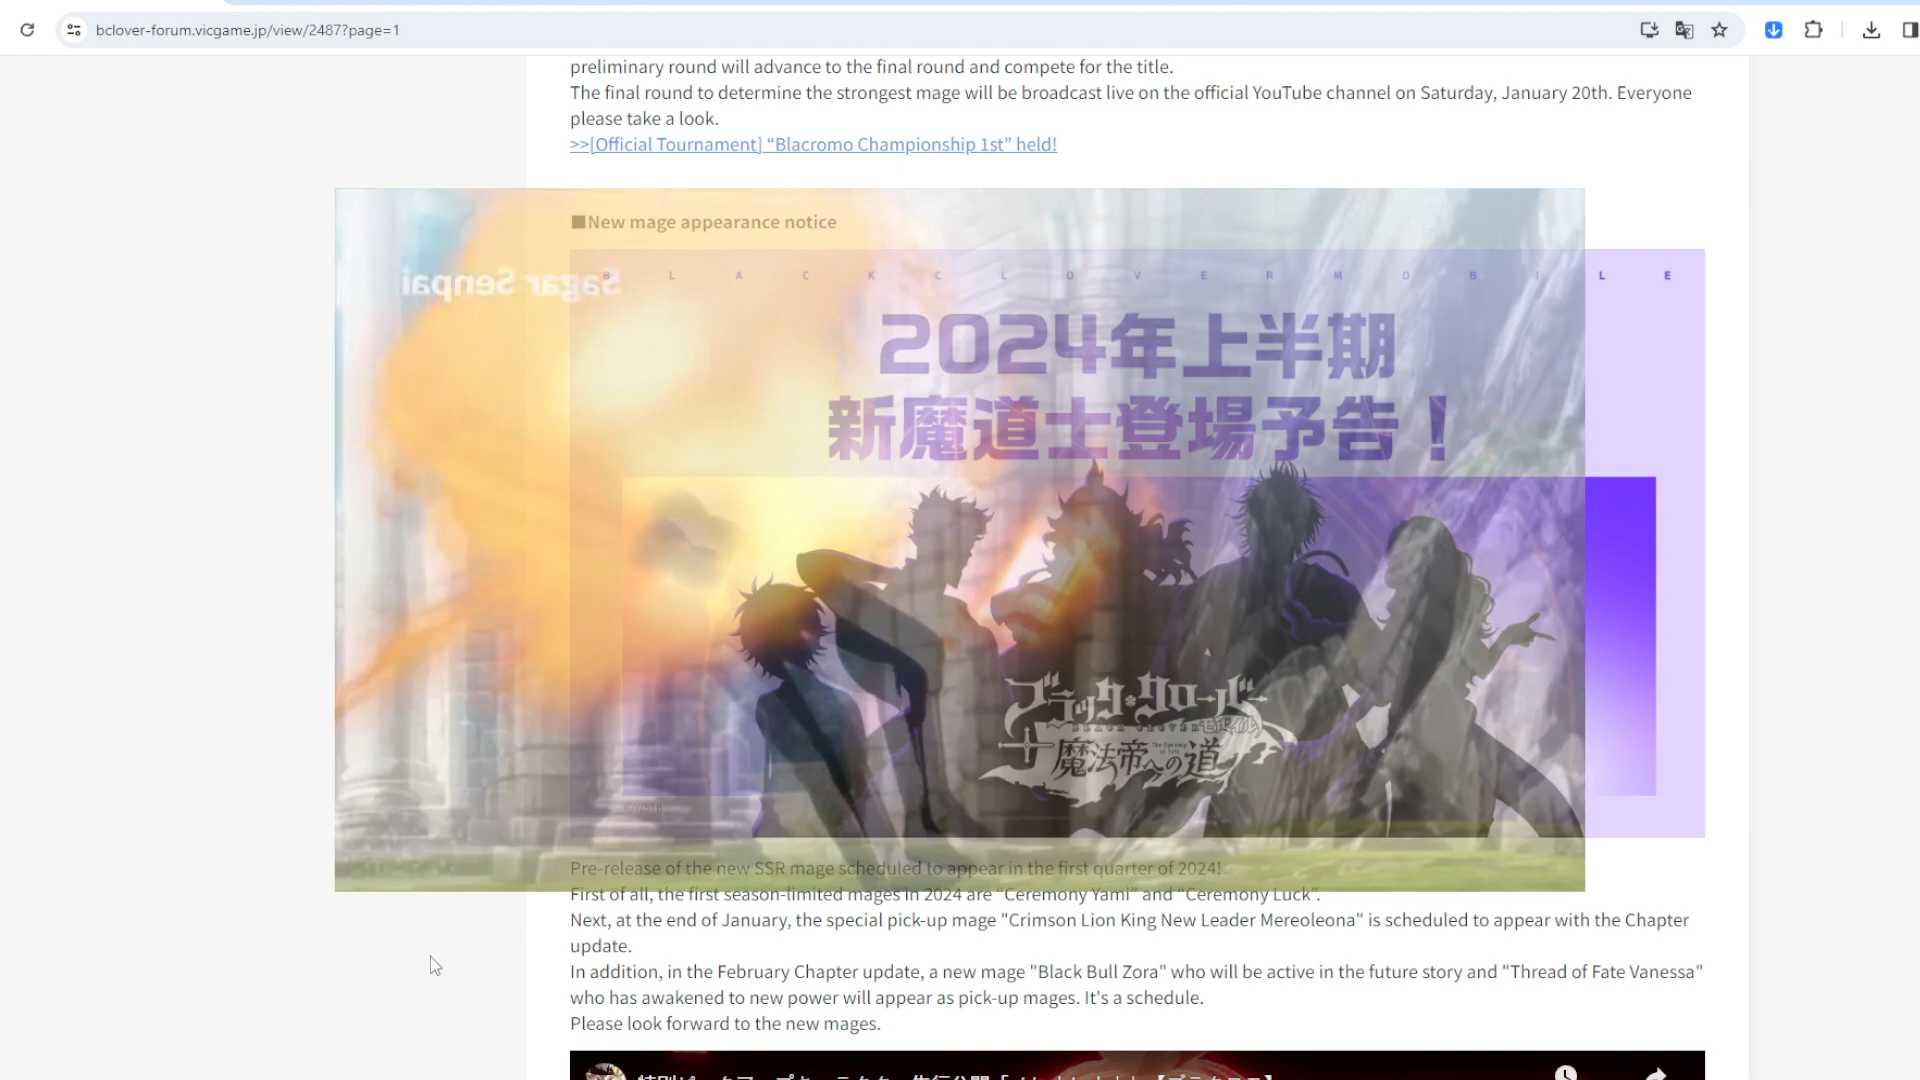 bclover-forum.vicgame.jp/view/2487?page=1
preliminary round will advance to the final round and compete for the title.
The final round to determine the strongest mage will be broadcast live on the official YouTube channel on Saturday, January 20th. Everyone
please take a look.
>>[Official Tournament] “Blacromo Championship 1st” held!
■New mage appearance notice
Sagar Senpai
B L A C K C L O V E R M O B I L E
2024年上半期
新魔道士登場予告！
ブラック・クローバー
モバイル
The Opening of Fate
魔法帝への道
Pre-release of the new SSR mage scheduled to appear in the first quarter of 2024!
First of all, the first season-limited mages in 2024 are “Ceremony Yami” and “Ceremony Luck”.
Next, at the end of January, the special pick-up mage "Crimson Lion King New Leader Mereoleona" is scheduled to appear with the Chapter
update.
In addition, in the February Chapter update, a new mage "Black Bull Zora" who will be active in the future story and "Thread of Fate Vanessa"
who has awakened to new power will appear as pick-up mages. It's a schedule.
Please look forward to the new mages.